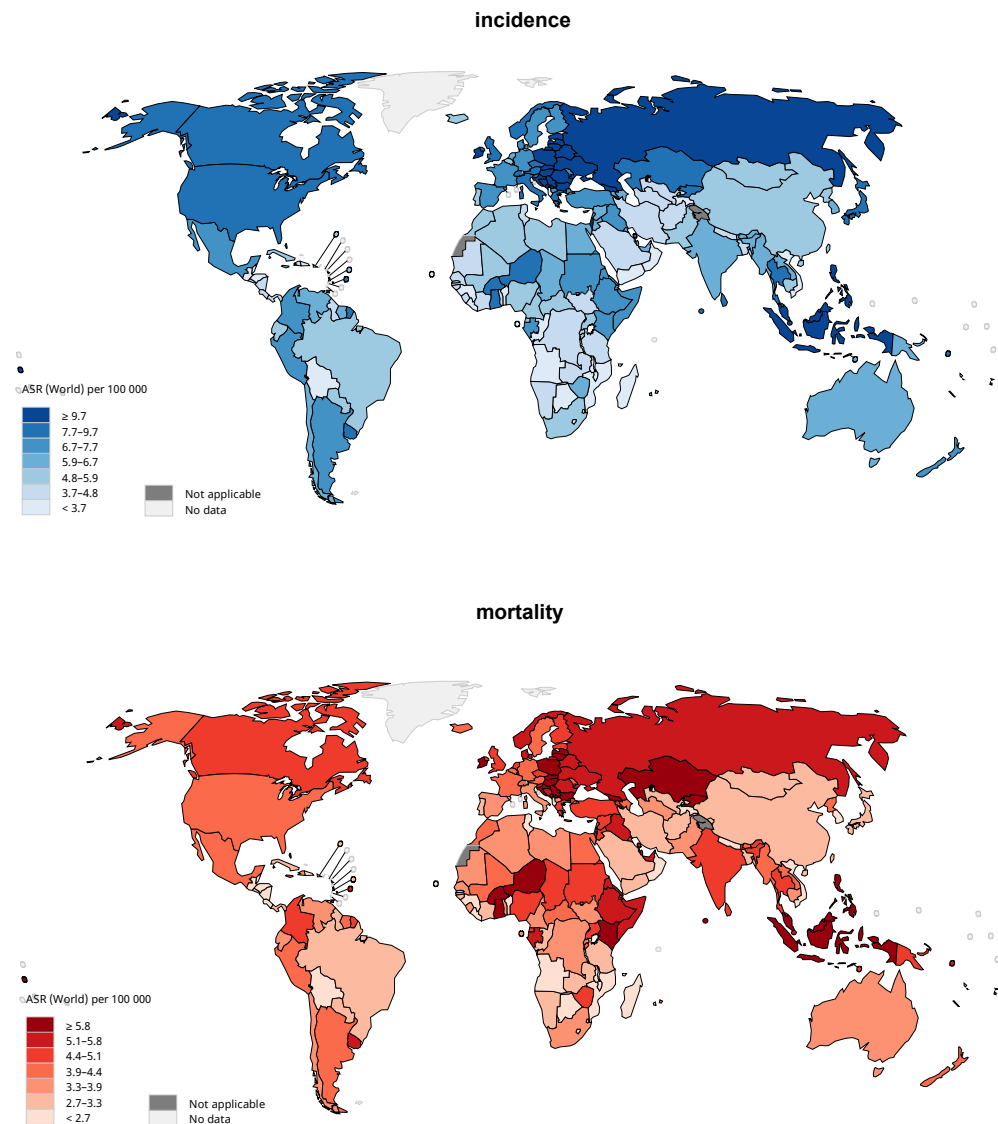 incidence
ASR (World) per 100 000
≥ 9.7
7.7–9.7
6.7–7.7
5.9–6.7
4.8–5.9
3.7–4.8
< 3.7
Not applicable
No data
mortality
ASR (World) per 100 000
≥ 5.8
5.1–5.8
4.4–5.1
3.9–4.4
3.3–3.9
2.7–3.3
< 2.7
Not applicable
No data